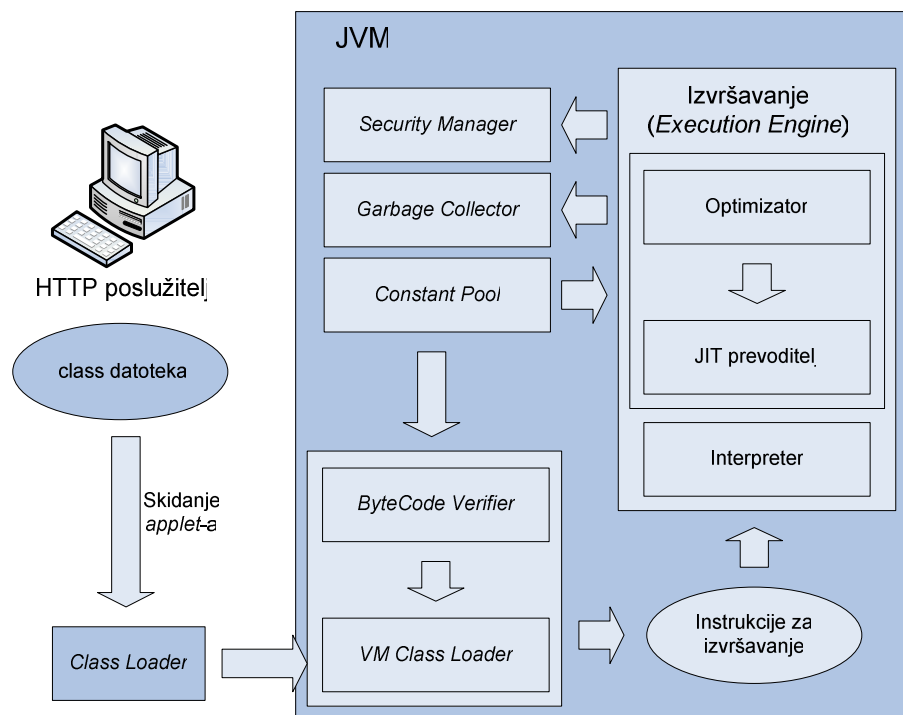 JVM
Security Manager
Garbage Collector
Constant Pool
Izvršavanje
(Execution Engine)
Optimizator
JIT prevoditelj
Interpreter
HTTP poslužitelj
class datoteka
Skidanje
applet-a
Class Loader
ByteCode Verifier
VM Class Loader
Instrukcije za
izvršavanje